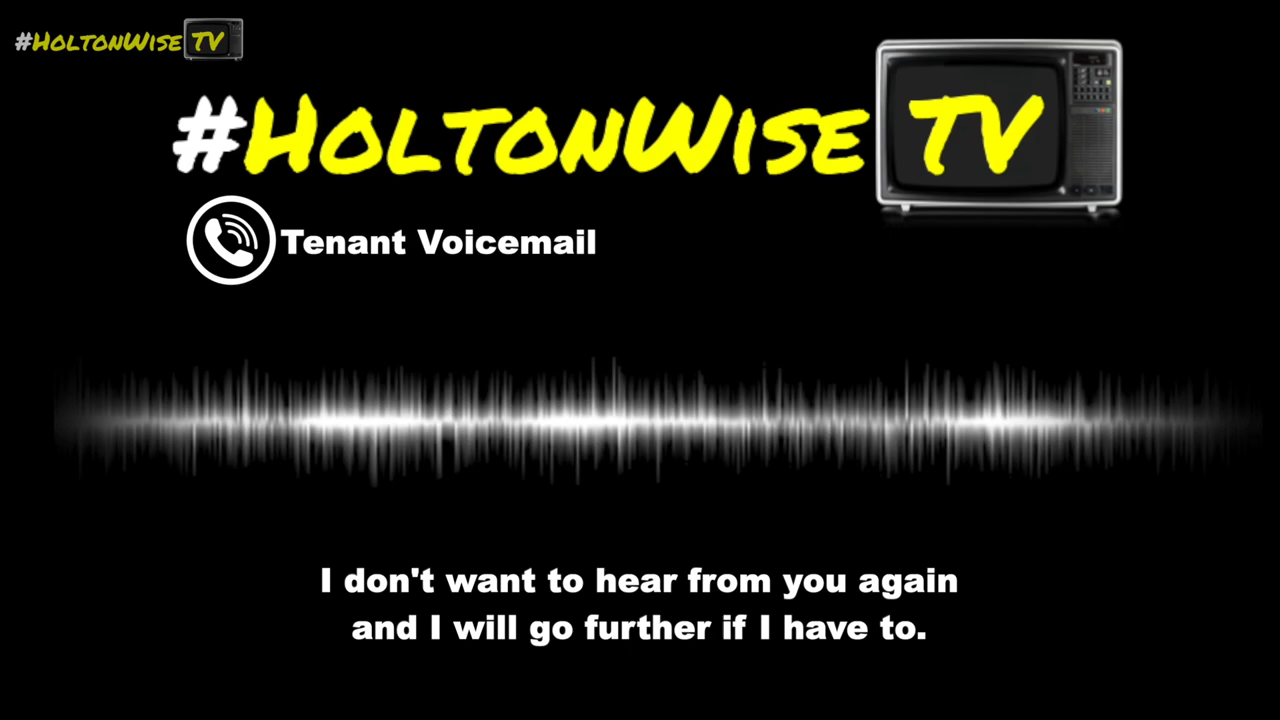 #HOLTONWISE TV
#HOLTONWISE TV
Tenant Voicemail
I don't want to hear from you again
and I will go further if I have to.